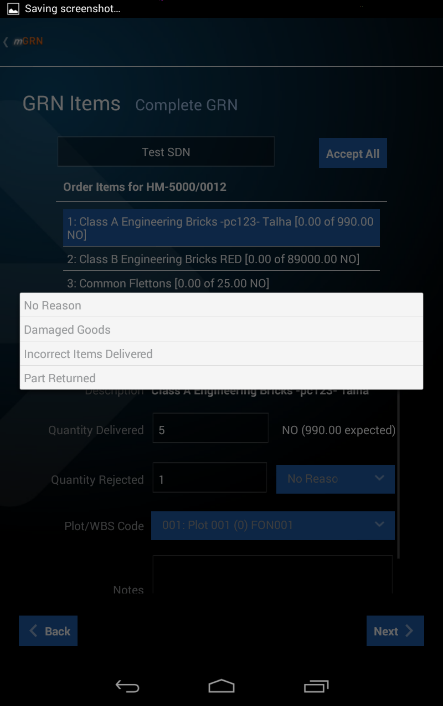 Saving screenshot...
mGRN
GRN Items Complete GRN
Test SDN
Accept All
Order Items for HM-5000/0012
1: Class A Engineering Bricks -pc123- Talha [0.00 of 990.00
NO]
2: Class B Engineering Bricks RED [0.00 of 89000.00 NO]
3: Common Flettons [0.00 of 25.00 NO]
No Reason
Damaged Goods
Incorrect Items Delivered
Part Returned
Description Class A Engineering Bricks -pc123- Talha
Quantity Delivered 5 NO (990.00 expected)
Quantity Rejected 1 No Reaso
Plot/WBS Code 001: Plot 001 (0) FON001
Notes
Back Next